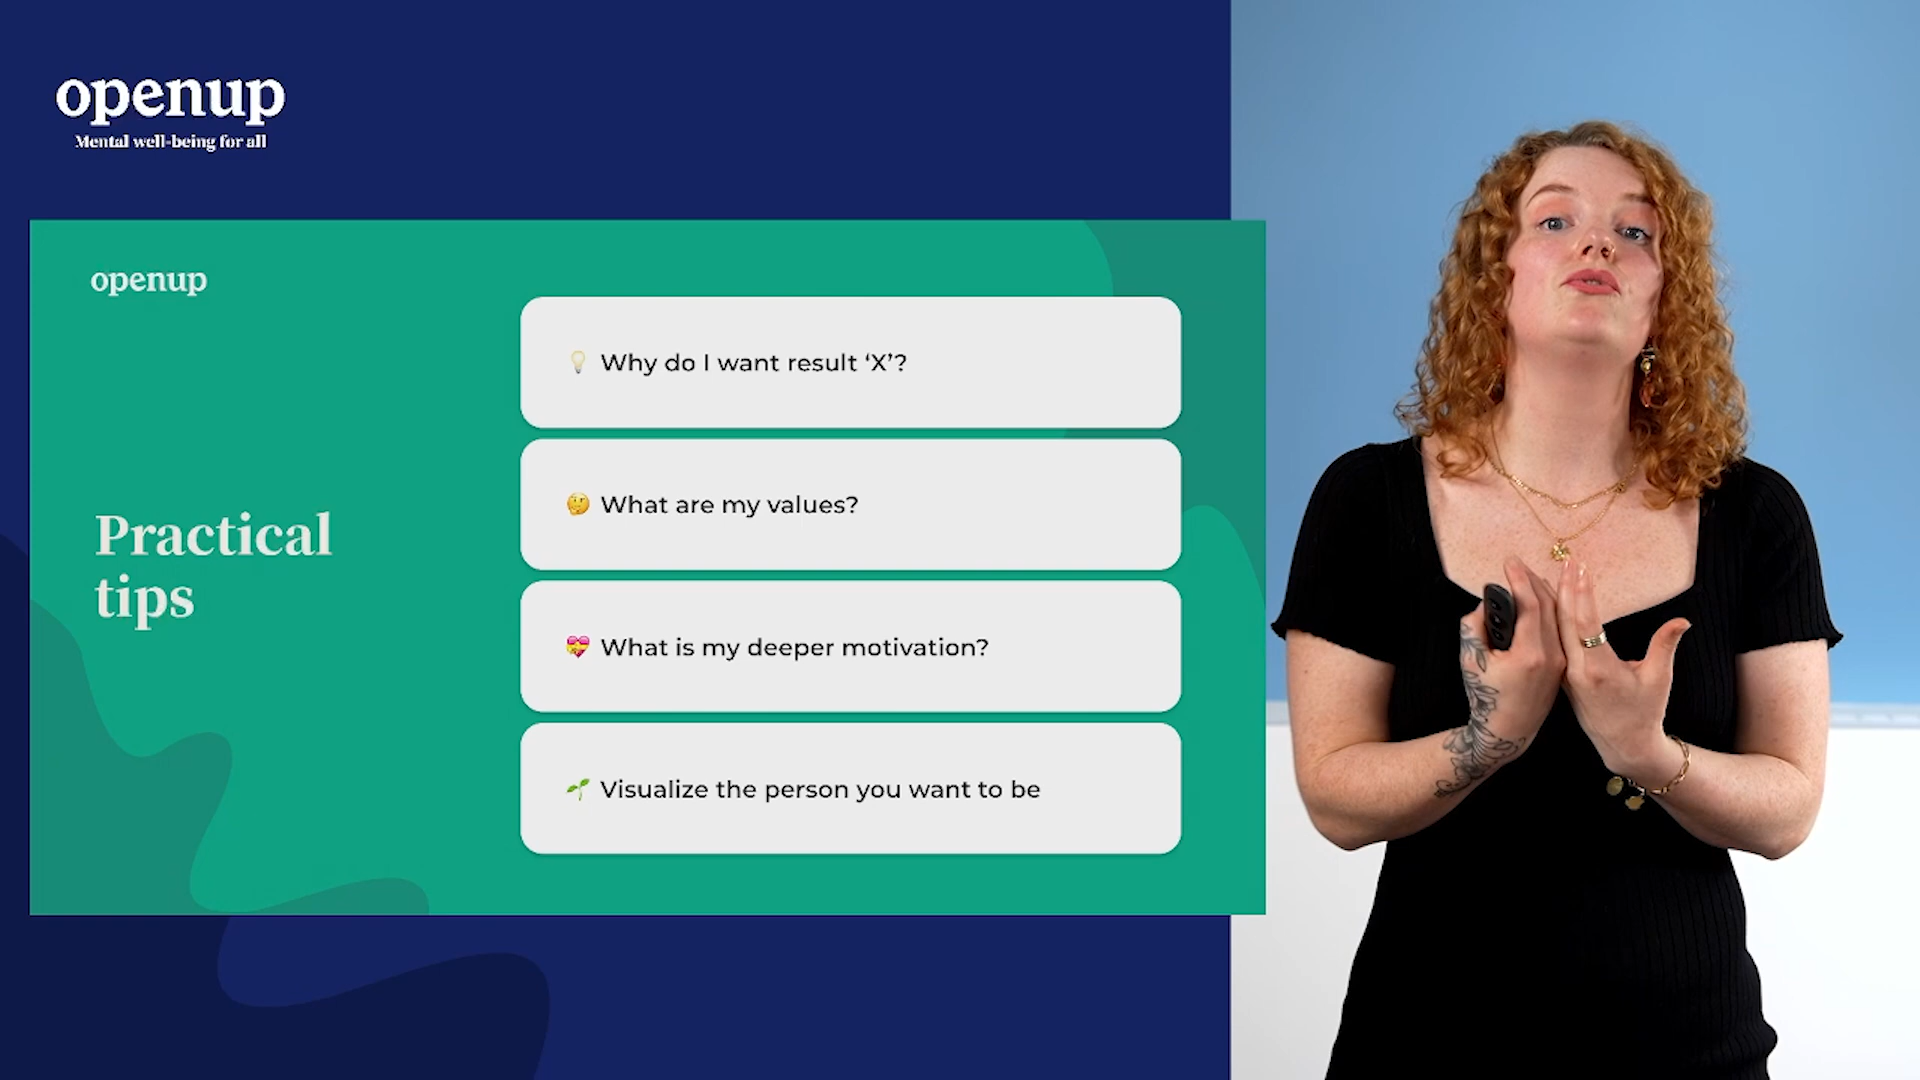 openup
Mental well-being for all
openup
Practical
tips
💡 Why do I want result ‘X’?
🤔 What are my values?
💝 What is my deeper motivation?
🌱 Visualize the person you want to be